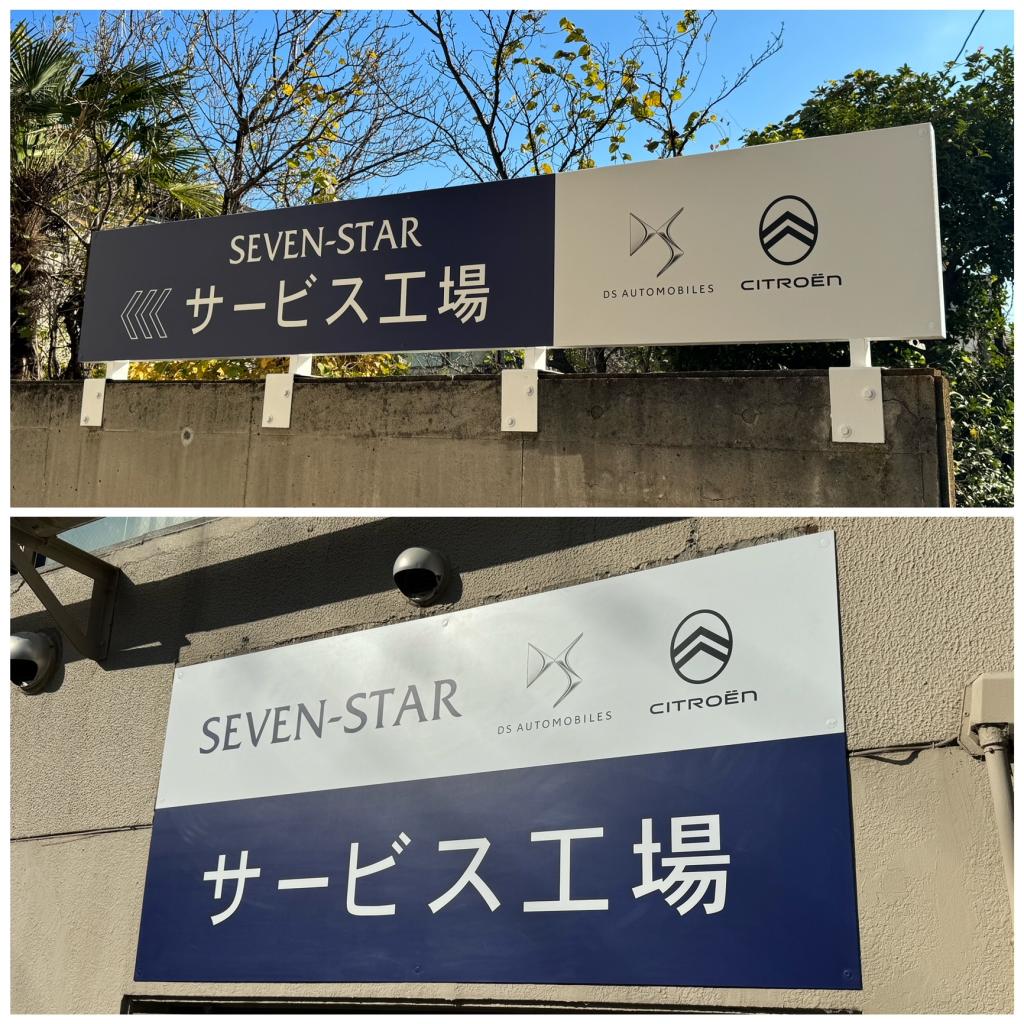 SEVEN-STAR
サービス工場
DS AUTOMOBILES
CITROËN
SEVEN-STAR
DS AUTOMOBILES
CITROËN
サービス工場